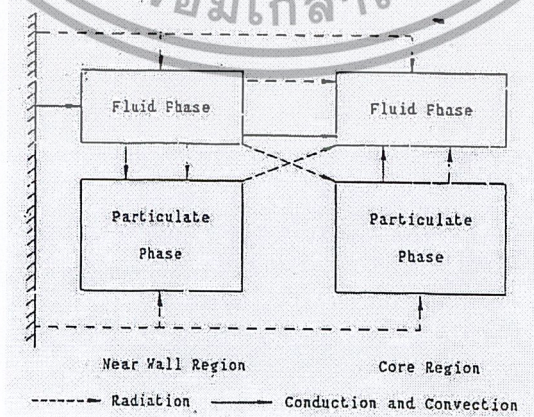 Fluid Phase
Fluid Phase
Particulate
Phase
Particulate
Phase
Near Wall Region
Core Region
Radiation
Conduction and Convection